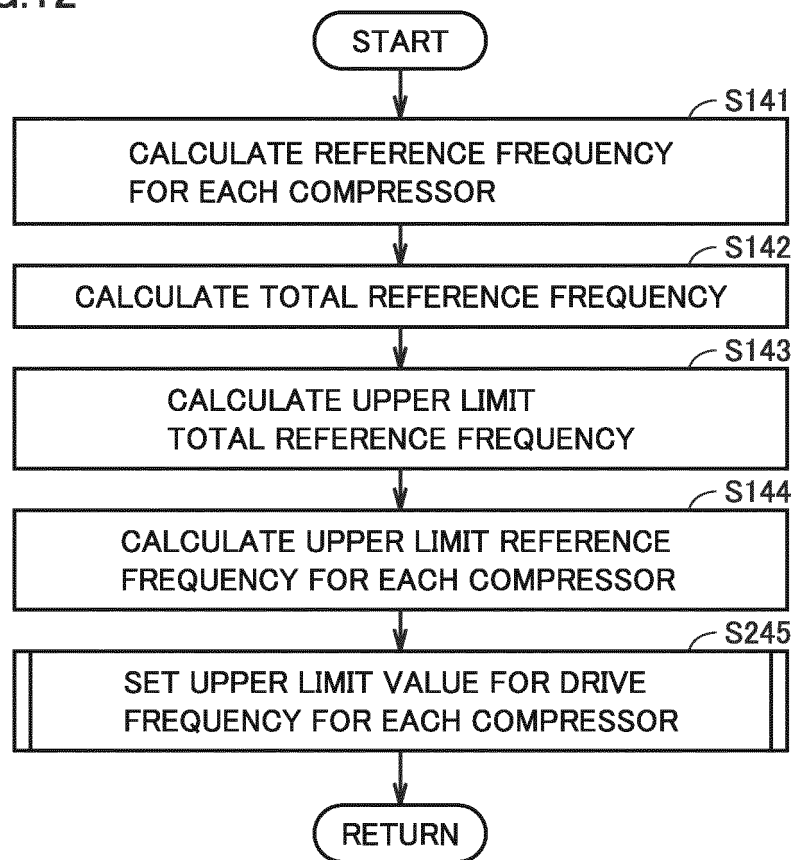 START
S141
CALCULATE REFERENCE FREQUENCY
FOR EACH COMPRESSOR
S142
CALCULATE TOTAL REFERENCE FREQUENCY
S143
CALCULATE UPPER LIMIT
TOTAL REFERENCE FREQUENCY
S144
CALCULATE UPPER LIMIT REFERENCE
FREQUENCY FOR EACH COMPRESSOR
S245
SET UPPER LIMIT VALUE FOR DRIVE
FREQUENCY FOR EACH COMPRESSOR
RETURN